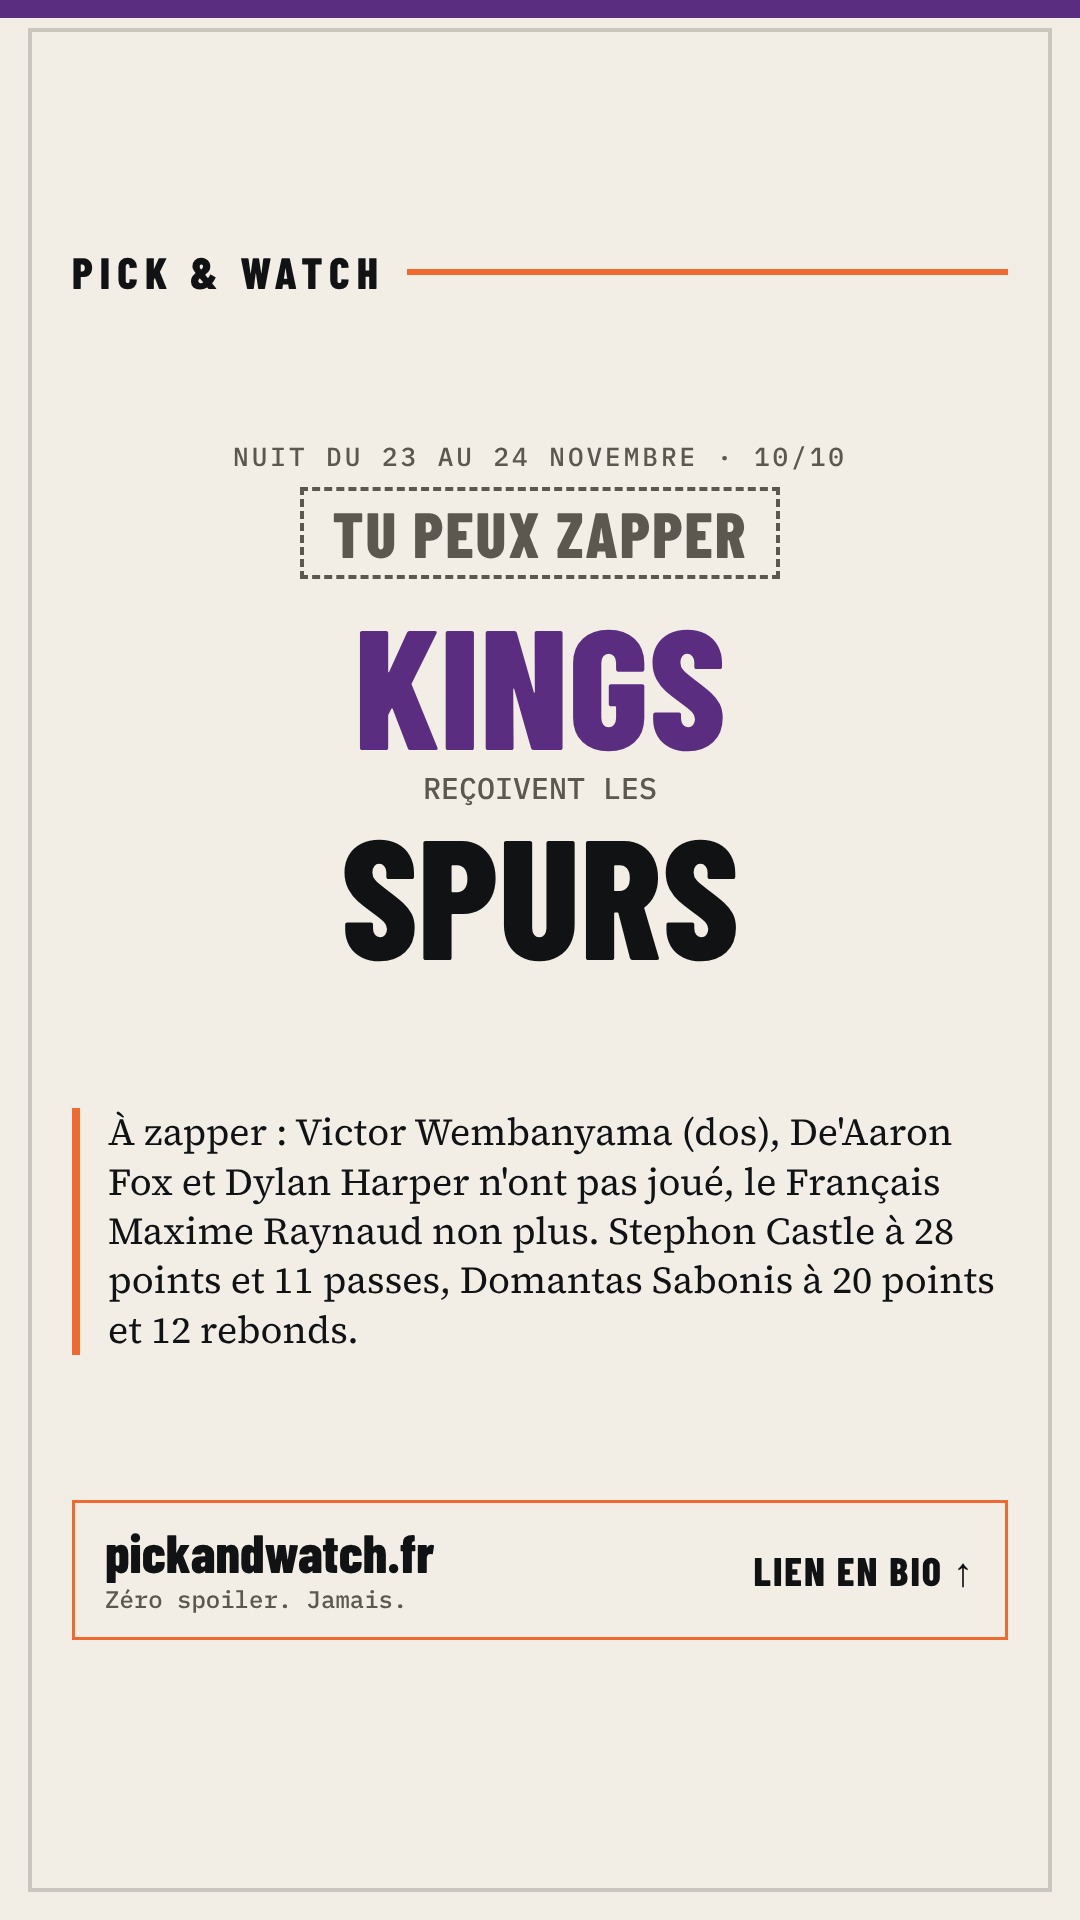 PICK & WATCH
NUIT DU 23 AU 24 NOVEMBRE · 10/10
TU PEUX ZAPPER
KINGS
REÇOIVENT LES
SPURS
À zapper : Victor Wembanyama (dos), De'Aaron
Fox et Dylan Harper n'ont pas joué, le Français
Maxime Raynaud non plus. Stephon Castle à 28
points et 11 passes, Domantas Sabonis à 20 points
et 12 rebonds.
pickandwatch.fr
Zéro spoiler. Jamais.
LIEN EN BIO ↑